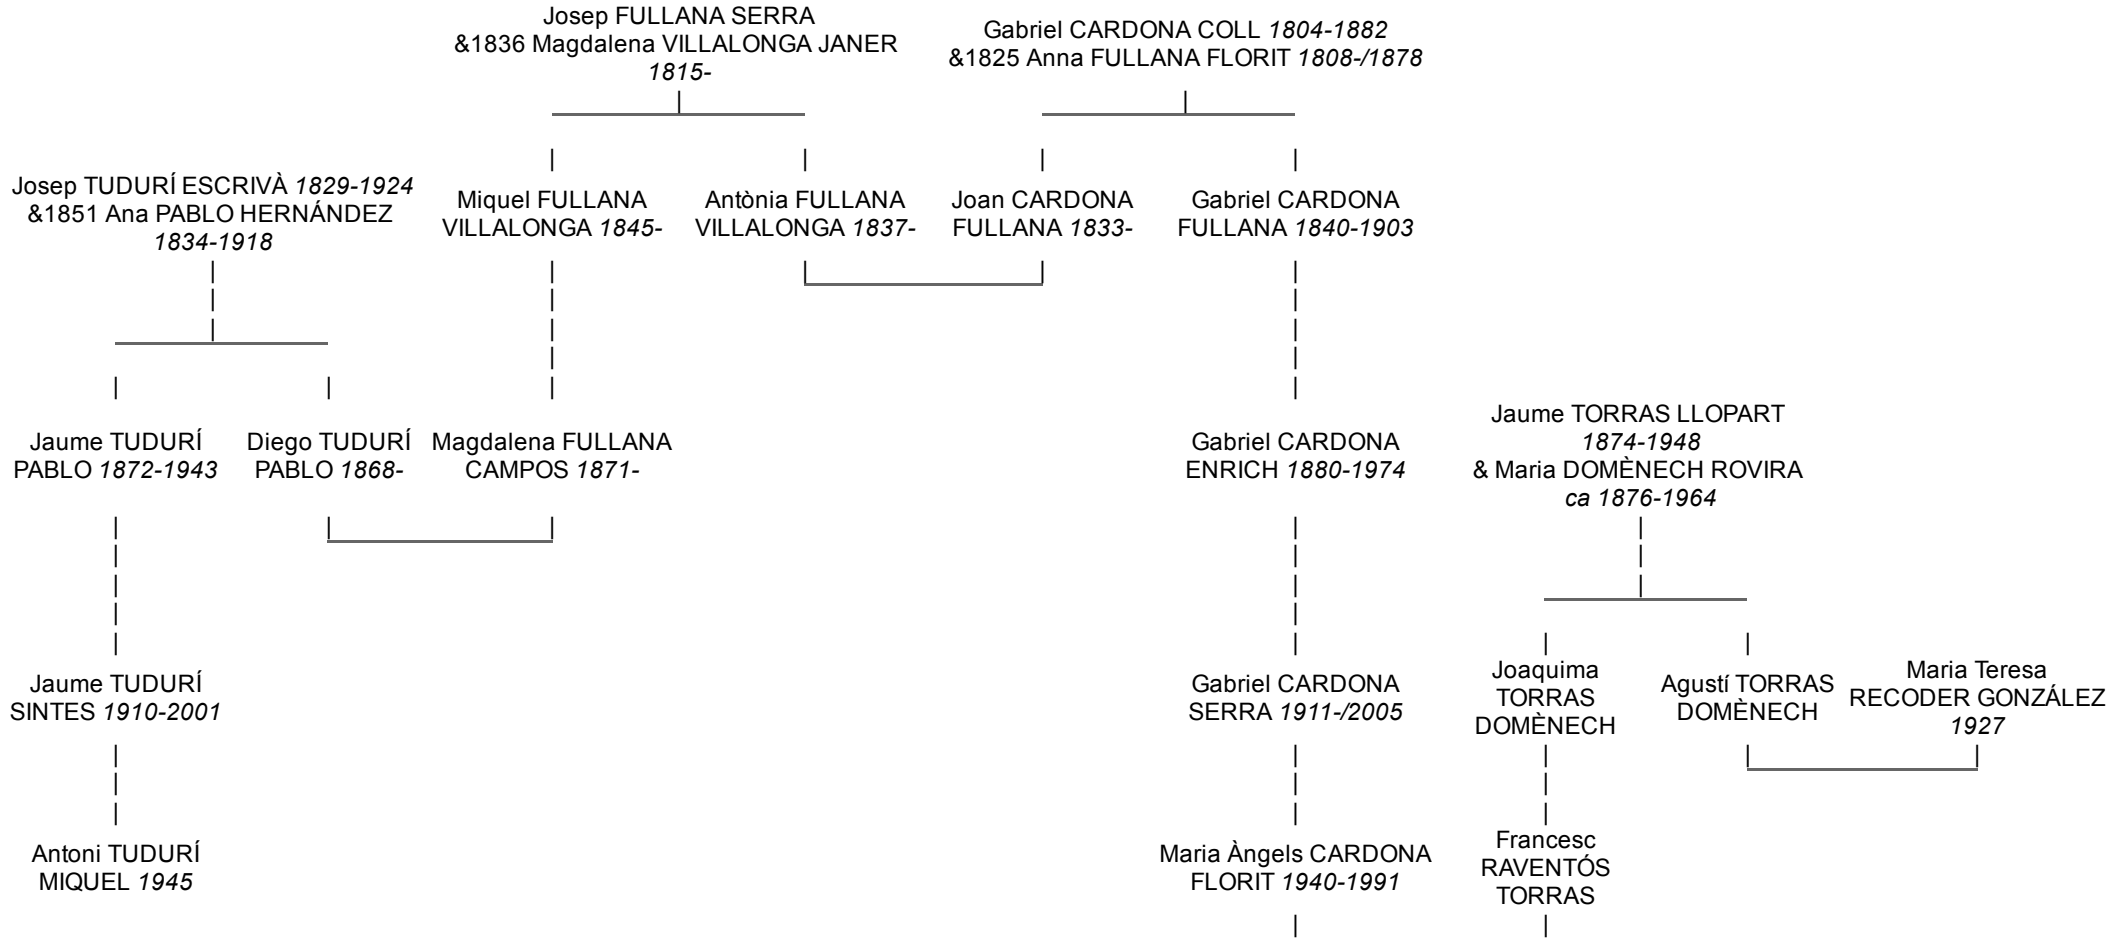 Josep FULLANA SERRA
&1836 Magdalena VILLALONGA JANER
1815-
Gabriel CARDONA COLL 1804-1882
&1825 Anna FULLANA FLORIT 1808-/1878
Josep TUDURÍ ESCRIVÀ 1829-1924
&1851 Ana PABLO HERNÁNDEZ
1834-1918
Miquel FULLANA
VILLALONGA 1845-
Antònia FULLANA
VILLALONGA 1837-
Joan CARDONA
FULLANA 1833-
Gabriel CARDONA
FULLANA 1840-1903
Jaume TUDURÍ
PABLO 1872-1943
Diego TUDURÍ
PABLO 1868-
Magdalena FULLANA
CAMPOS 1871-
Gabriel CARDONA
ENRICH 1880-1974
Jaume TORRAS LLOPART
1874-1948
& Maria DOMÈNECH ROVIRA
ca 1876-1964
Jaume TUDURÍ
SINTES 1910-2001
Gabriel CARDONA
SERRA 1911-/2005
Joaquima
TORRAS
DOMÈNECH
Agustí TORRAS
DOMÈNECH
Maria Teresa
RECODER GONZÁLEZ
1927
Antoni TUDURÍ
MIQUEL 1945
Maria Àngels CARDONA
FLORIT 1940-1991
Francesc
RAVENTÓS
TORRAS